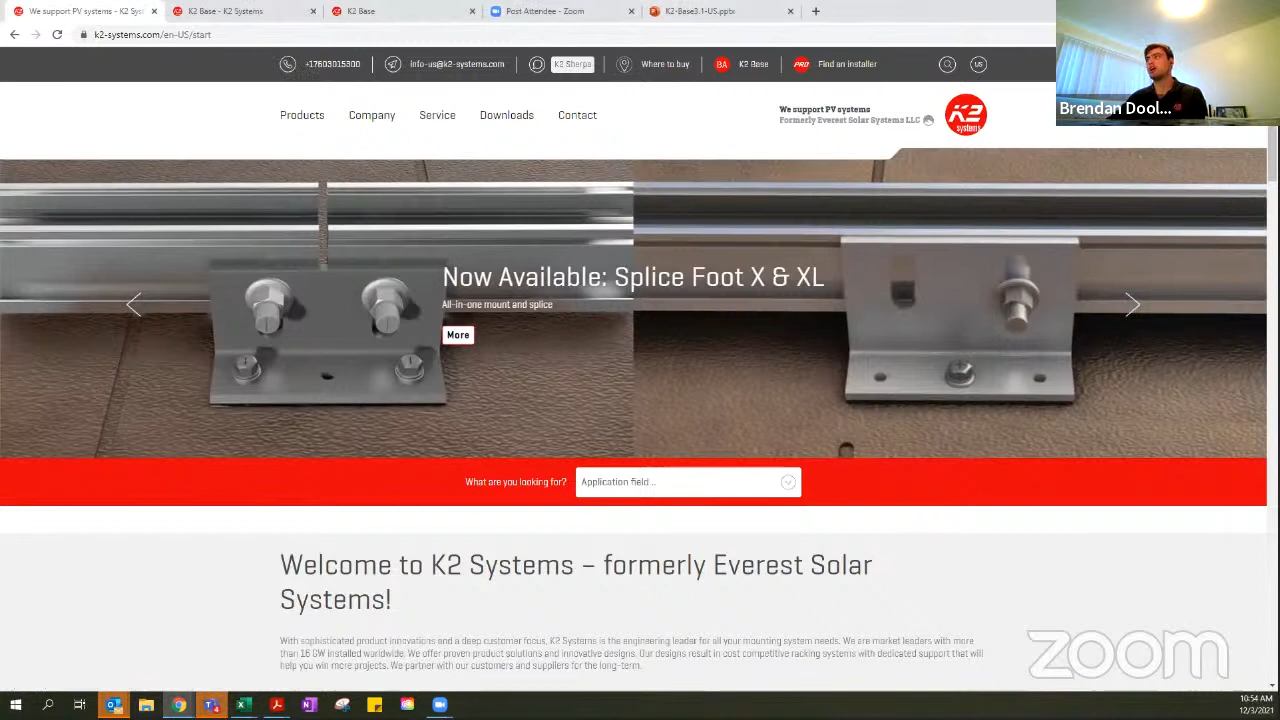 We support PV systems - K2 Sys
K2 Base - K2 Systems
K2 Base
Post Attendee - Zoom
K2-Base3.1-US.pptx
k2-systems.com/en-US/start
+17603015300
info-us@k2-systems.com
K2 Sherpa
Where to buy
BA
K2 Base
PRO
Find an installer
US
Brendan Dool...
Products
Company
Service
Downloads
Contact
We support PV systems
Formerly Everest Solar Systems LLC
K2
systems
Now Available: Splice Foot X & XL
All-in-one mount and splice
More
What are you looking for?
Application field...
Welcome to K2 Systems – formerly Everest Solar
Systems!
With sophisticated product innovations and a deep customer focus, K2 Systems is the engineering leader for all your mounting system needs. We are market leaders with more
than 16 GW installed worldwide. We offer proven product solutions and innovative designs. Our designs result in cost competitive racking systems with dedicated support that will
help you win more projects. We partner with our customers and suppliers for the long-term.
zoom
10:54 AM
12/3/2021